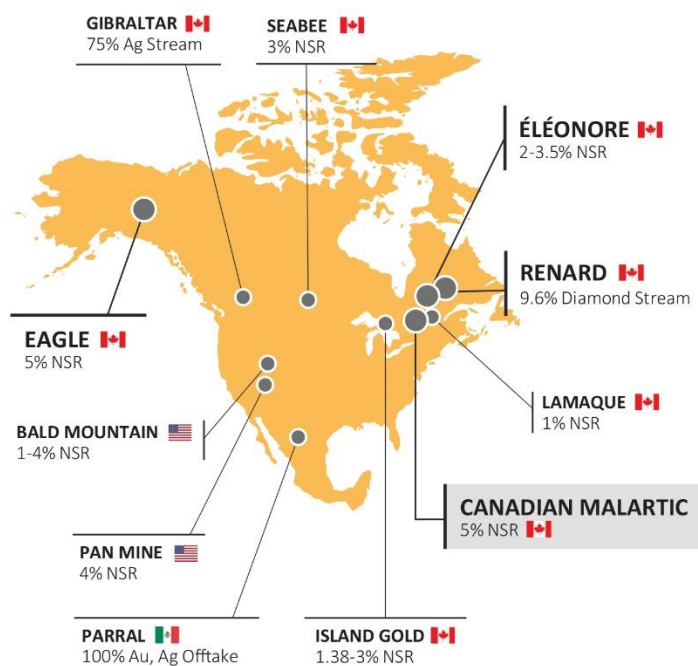 GIBRALTAR
75% Ag Stream
SEABEE
3% NSR
ÉLÉONORE
2-3.5% NSR
RENARD
9.6% Diamond Stream
EAGLE
5% NSR
LAMAQUE
1% NSR
BALD MOUNTAIN
1-4% NSR
CANADIAN MALARTIC
5% NSR
PAN MINE
4% NSR
PARRAL
100% Au, Ag Offtake
ISLAND GOLD
1.38-3% NSR